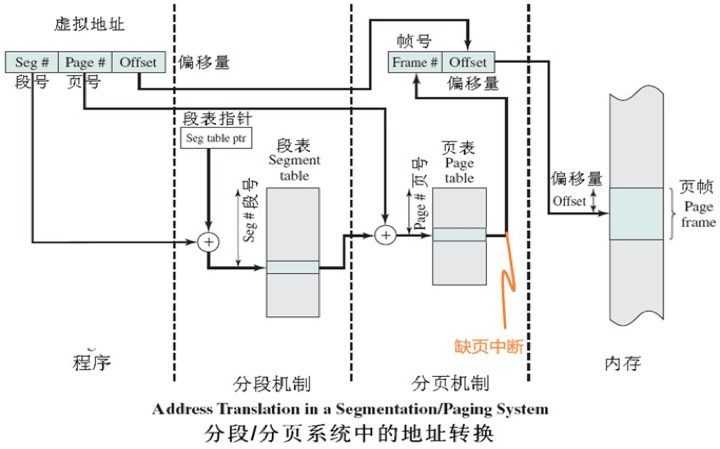 虚拟地址
Seg # Page # Offset 偏移量
段号 页号
帧号
Frame # Offset
偏移量
段表指针
Seg table ptr
段表
Segment
table
Seg #段号
页表
Page
table
Page #页号
偏移量
Offset
页帧
Page
frame
缺页中断
程序
分段机制
分页机制
内存
Address Translation in a Segmentation/Paging System
分段/分页系统中的地址转换